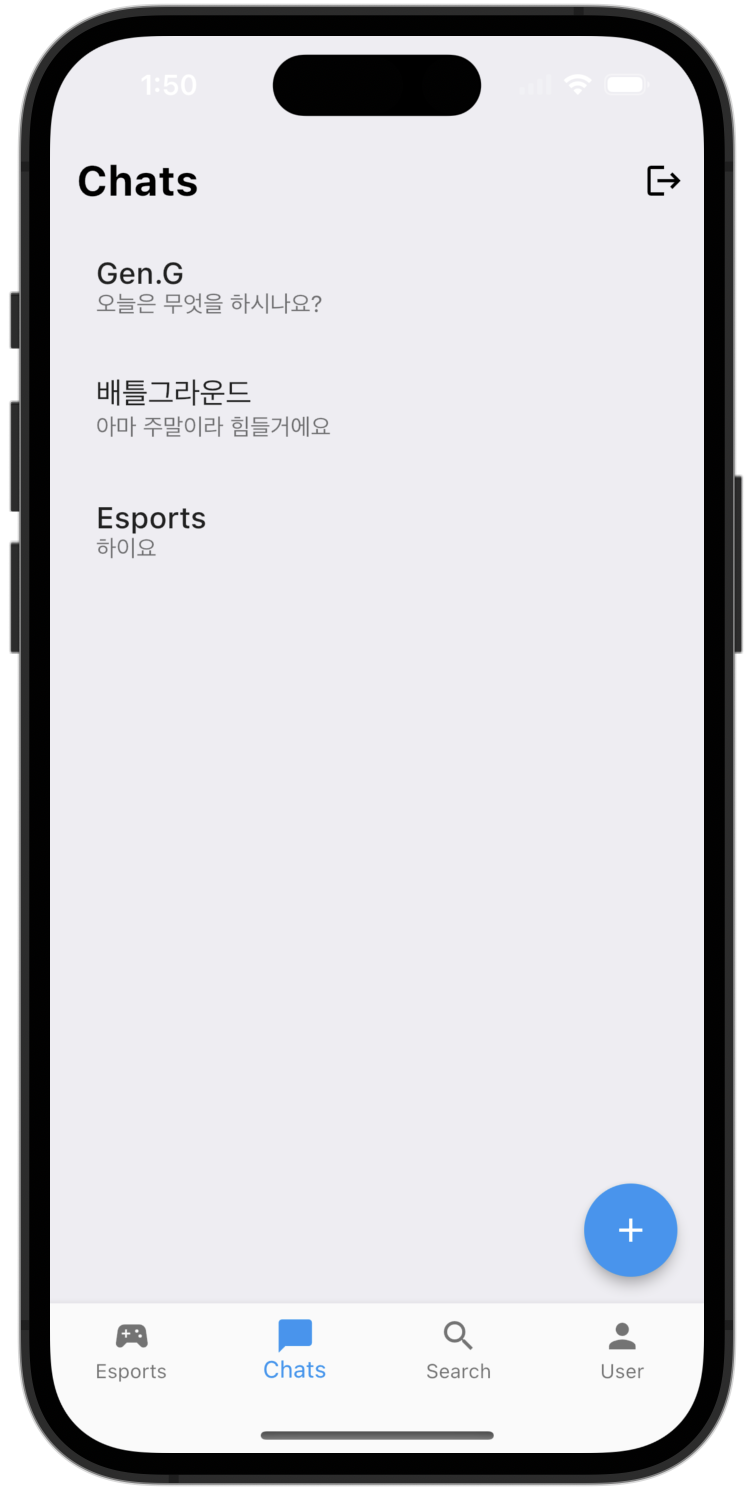 1:50
Chats
Gen.G
오늘은 무엇을 하시나요?
배틀그라운드
아마 주말이라 힘들거에요
Esports
하이요
Esports
Chats
Search
User